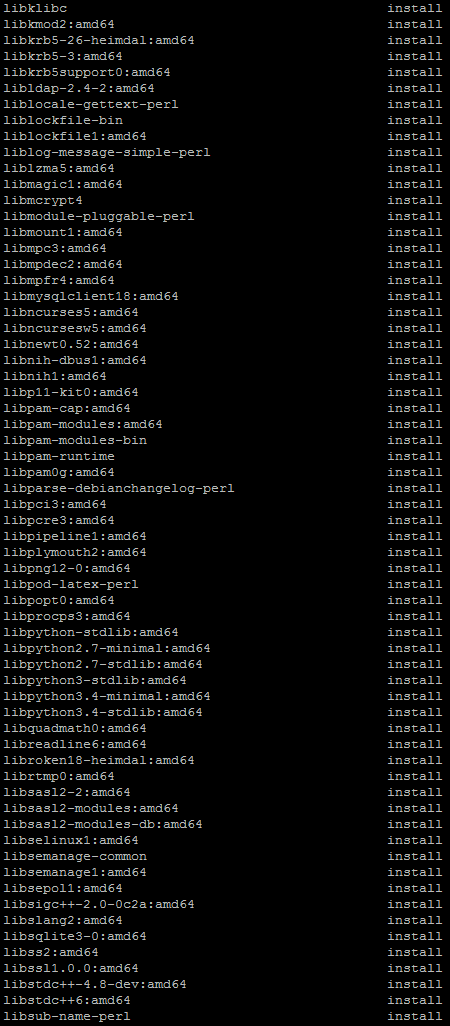 libklibc install
libkmod2:amd64 install
libkrb5-26-heimdal:amd64 install
libkrb5-3:amd64 install
libkrb5support0:amd64 install
libldap-2.4-2:amd64 install
liblocale-gettext-perl install
liblockfile-bin install
liblockfile1:amd64 install
liblog-message-simple-perl install
liblzma5:amd64 install
libmagic1:amd64 install
libmcrypt4 install
libmodule-pluggable-perl install
libmount1:amd64 install
libmpc3:amd64 install
libmpdec2:amd64 install
libmpfr4:amd64 install
libmysqlclient18:amd64 install
libncurses5:amd64 install
libncursesw5:amd64 install
libnewt0.52:amd64 install
libnih-dbus1:amd64 install
libnih1:amd64 install
libp11-kit0:amd64 install
libpam-cap:amd64 install
libpam-modules:amd64 install
libpam-modules-bin install
libpam-runtime install
libpam0g:amd64 install
libparse-debianchangelog-perl install
libpci3:amd64 install
libpcre3:amd64 install
libpipeline1:amd64 install
libplymouth2:amd64 install
libpng12-0:amd64 install
libpod-latex-perl install
libpopt0:amd64 install
libprocps3:amd64 install
libpython-stdlib:amd64 install
libpython2.7-minimal:amd64 install
libpython2.7-stdlib:amd64 install
libpython3-stdlib:amd64 install
libpython3.4-minimal:amd64 install
libpython3.4-stdlib:amd64 install
libquadmath0:amd64 install
libreadline6:amd64 install
libroken18-heimdal:amd64 install
librtmp0:amd64 install
libsasl2-2:amd64 install
libsasl2-modules:amd64 install
libsasl2-modules-db:amd64 install
libselinux1:amd64 install
libsemanage-common install
libsemanage1:amd64 install
libsepol1:amd64 install
libsigc++-2.0-0c2a:amd64 install
libslang2:amd64 install
libsqlite3-0:amd64 install
libss2:amd64 install
libssl1.0.0:amd64 install
libstdc++-4.8-dev:amd64 install
libstdc++6:amd64 install
libsub-name-perl install